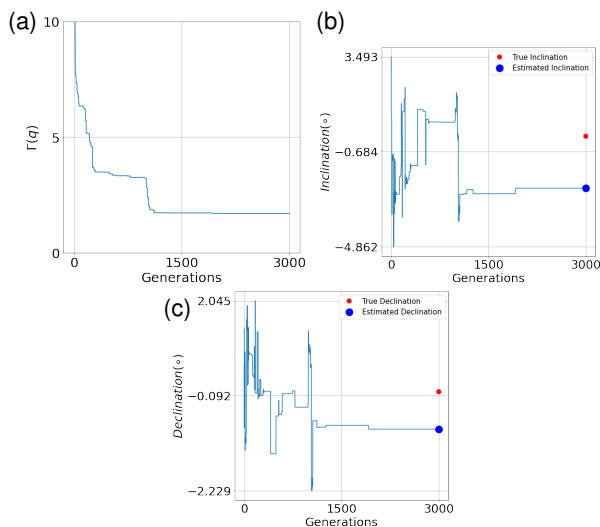 (a)
10
5
0
Γ(q)
0
1500
3000
Generations
(b)
3.493
-0.684
−4.862
Inclination(∘)
True Inclination
Estimated Inclination
0
1500
3000
Generations
(c)
2.045
−0.092
−2.229
Declination(∘)
True Declination
Estimated Declination
0
1500
3000
Generations